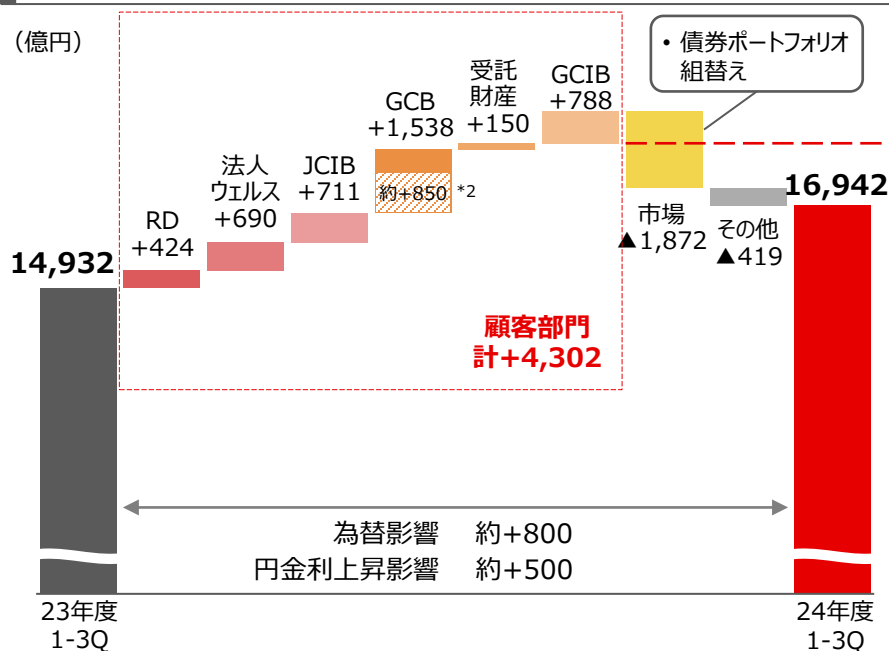 （億円）
14,932
RD
+424
法人
ウェルス
+690
JCIB
+711
GCB
+1,538
約+850
*2
受託
財産
+150
GCIB
+788
• 債券ポートフォリオ
組替え
市場
▲1,872
その他
▲419
16,942
顧客部門
計+4,302
為替影響 約+800
円金利上昇影響 約+500
23年度
1-3Q
24年度
1-3Q